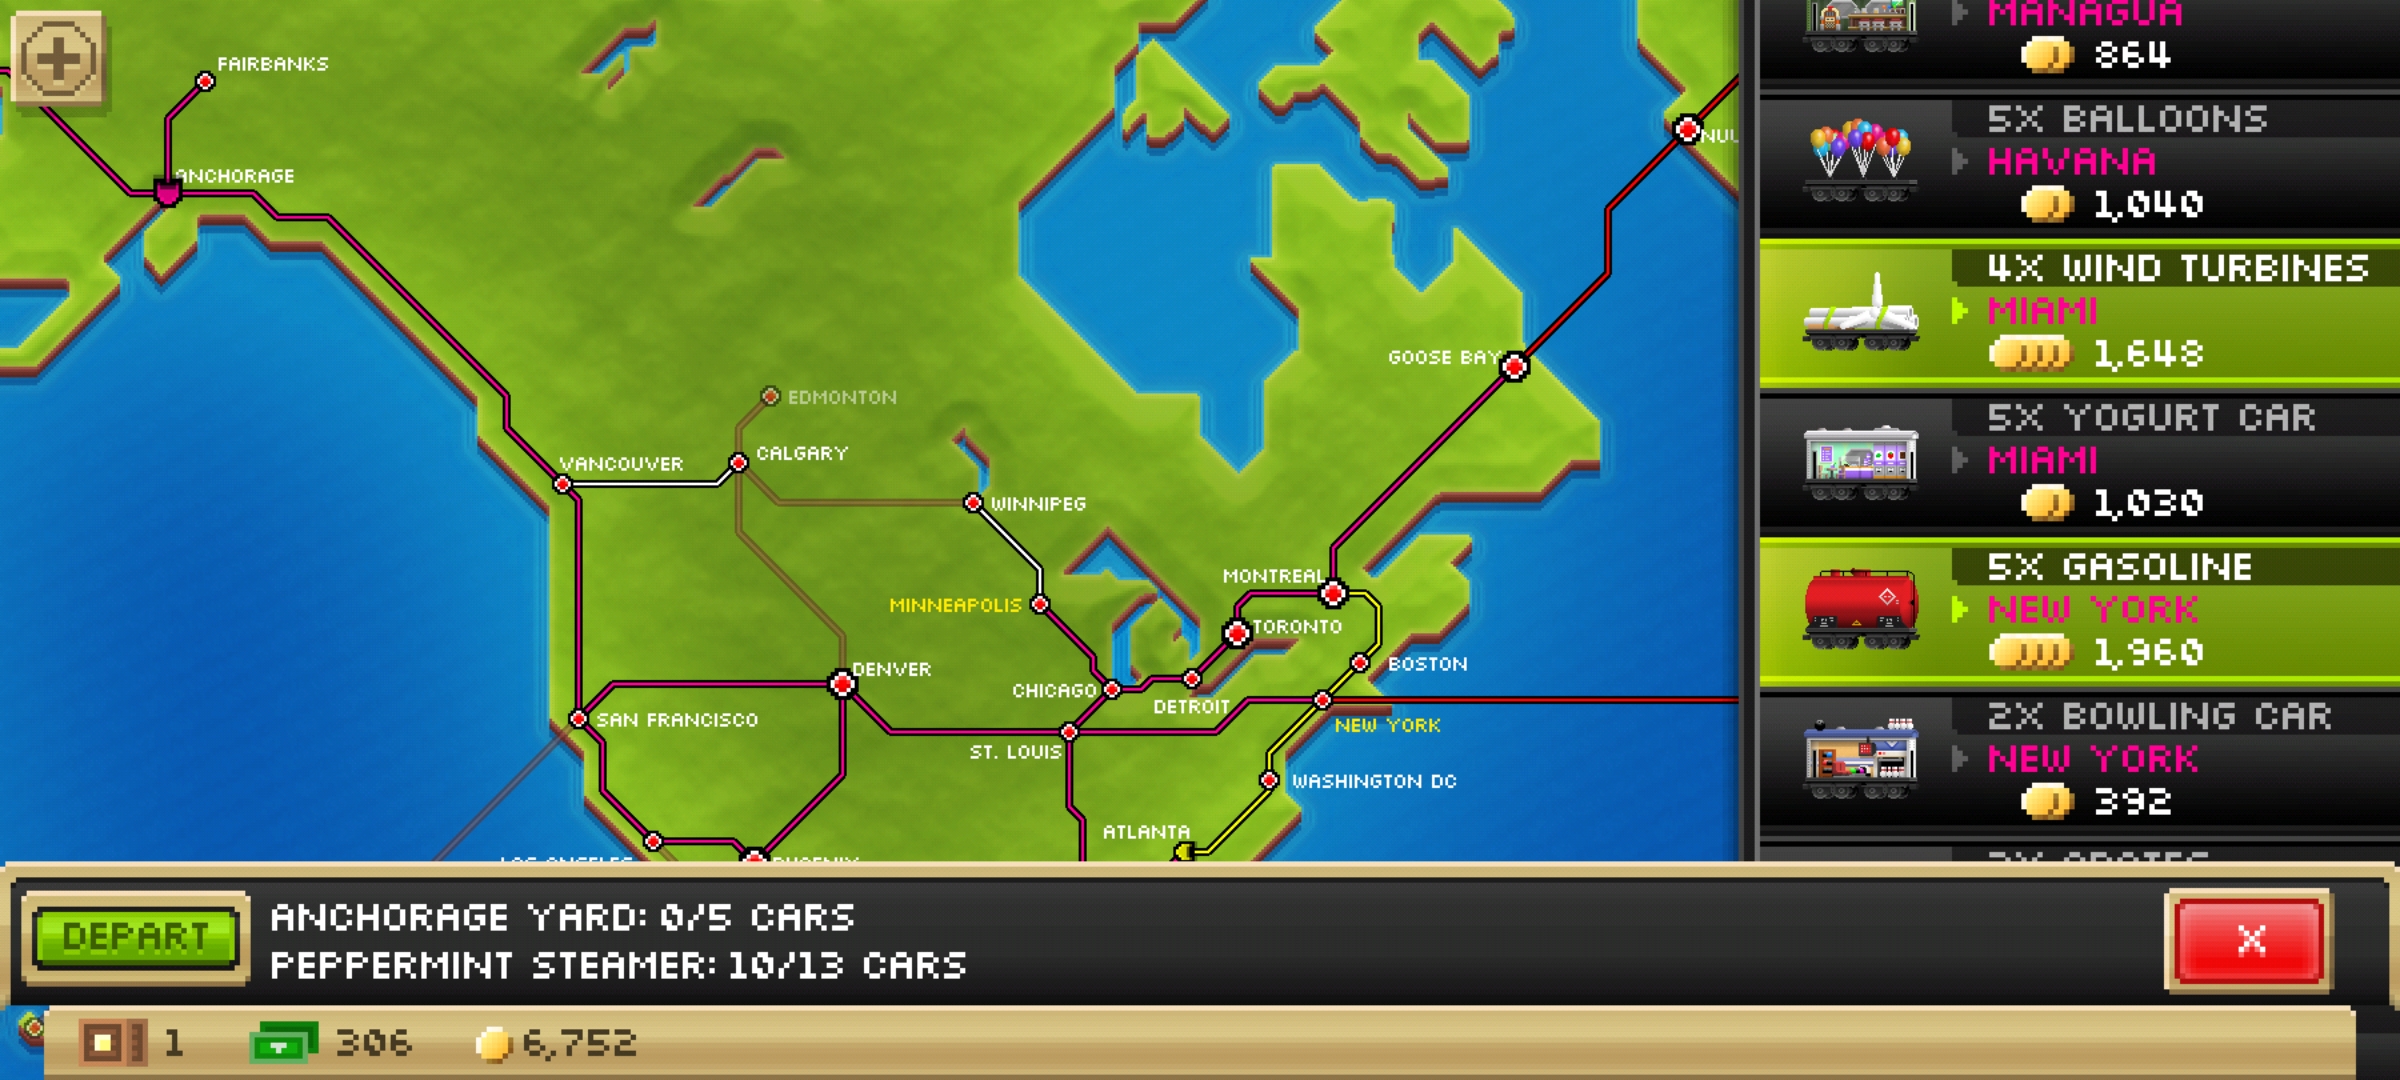 FAIRBANKS
ANCHORAGE
EDMONTON
VANCOUVER
CALGARY
WINNIPEG
GOOSE BAY
MONTREAL
MINNEAPOLIS
TORONTO
DENVER
BOSTON
CHICAGO
DETROIT
SAN FRANCISCO
NEW YORK
ST. LOUIS
WASHINGTON DC
ATLANTA
MANAGUA
864
5X BALLOONS
HAVANA
1,040
4X WIND TURBINES
MIAMI
1,648
5X YOGURT CAR
MIAMI
1,030
5X GASOLINE
NEW YORK
1,960
2X BOWLING CAR
NEW YORK
392
DEPART
ANCHORAGE YARD: 0/5 CARS
PEPPERMINT STEAMER: 10/13 CARS
X
1
306
6,752